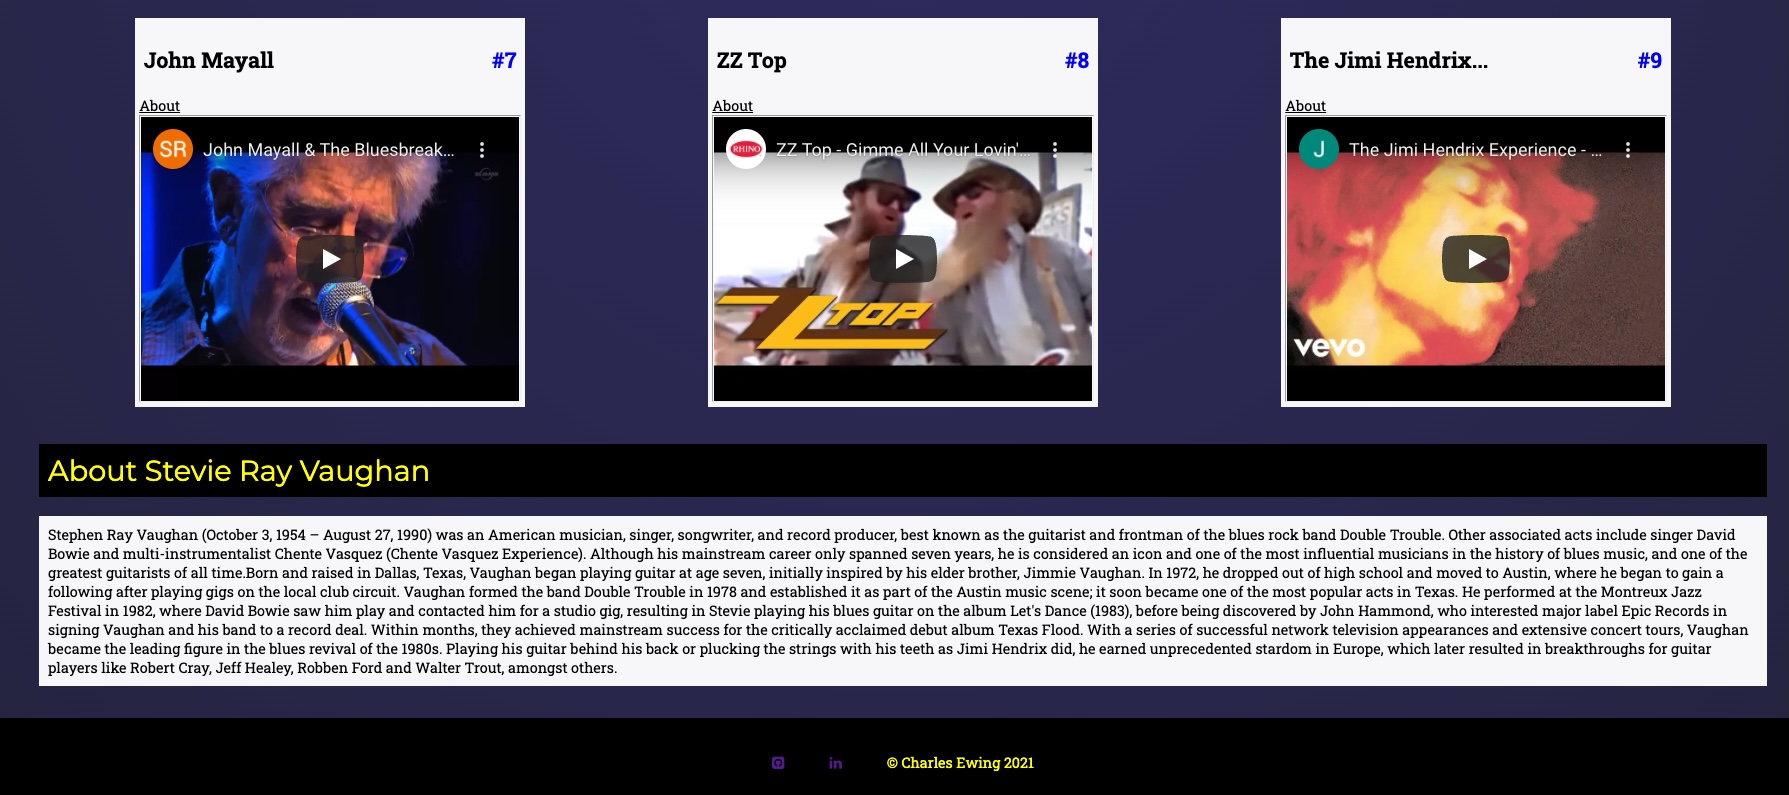 John Mayall #7
About
SR John Mayall & The Bluesbreak...
ZZ Top #8
About
RHINO ZZ Top - Gimme All Your Lovin'...
ZZ TOP
The Jimi Hendrix... #9
About
J The Jimi Hendrix Experience - ...
vevo
About Stevie Ray Vaughan
Stephen Ray Vaughan (October 3, 1954 – August 27, 1990) was an American musician, singer, songwriter, and record producer, best known as the guitarist and frontman of the blues rock band Double Trouble. Other associated acts include singer David
Bowie and multi-instrumentalist Chente Vasquez (Chente Vasquez Experience). Although his mainstream career only spanned seven years, he is considered an icon and one of the most influential musicians in the history of blues music, and one of the
greatest guitarists of all time.Born and raised in Dallas, Texas, Vaughan began playing guitar at age seven, initially inspired by his elder brother, Jimmie Vaughan. In 1972, he dropped out of high school and moved to Austin, where he began to gain a
following after playing gigs on the local club circuit. Vaughan formed the band Double Trouble in 1978 and established it as part of the Austin music scene; it soon became one of the most popular acts in Texas. He performed at the Montreux Jazz
Festival in 1982, where David Bowie saw him play and contacted him for a studio gig, resulting in Stevie playing his blues guitar on the album Let's Dance (1983), before being discovered by John Hammond, who interested major label Epic Records in
signing Vaughan and his band to a record deal. Within months, they achieved mainstream success for the critically acclaimed debut album Texas Flood. With a series of successful network television appearances and extensive concert tours, Vaughan
became the leading figure in the blues revival of the 1980s. Playing his guitar behind his back or plucking the strings with his teeth as Jimi Hendrix did, he earned unprecedented stardom in Europe, which later resulted in breakthroughs for guitar
players like Robert Cray, Jeff Healey, Robben Ford and Walter Trout, amongst others.
in © Charles Ewing 2021